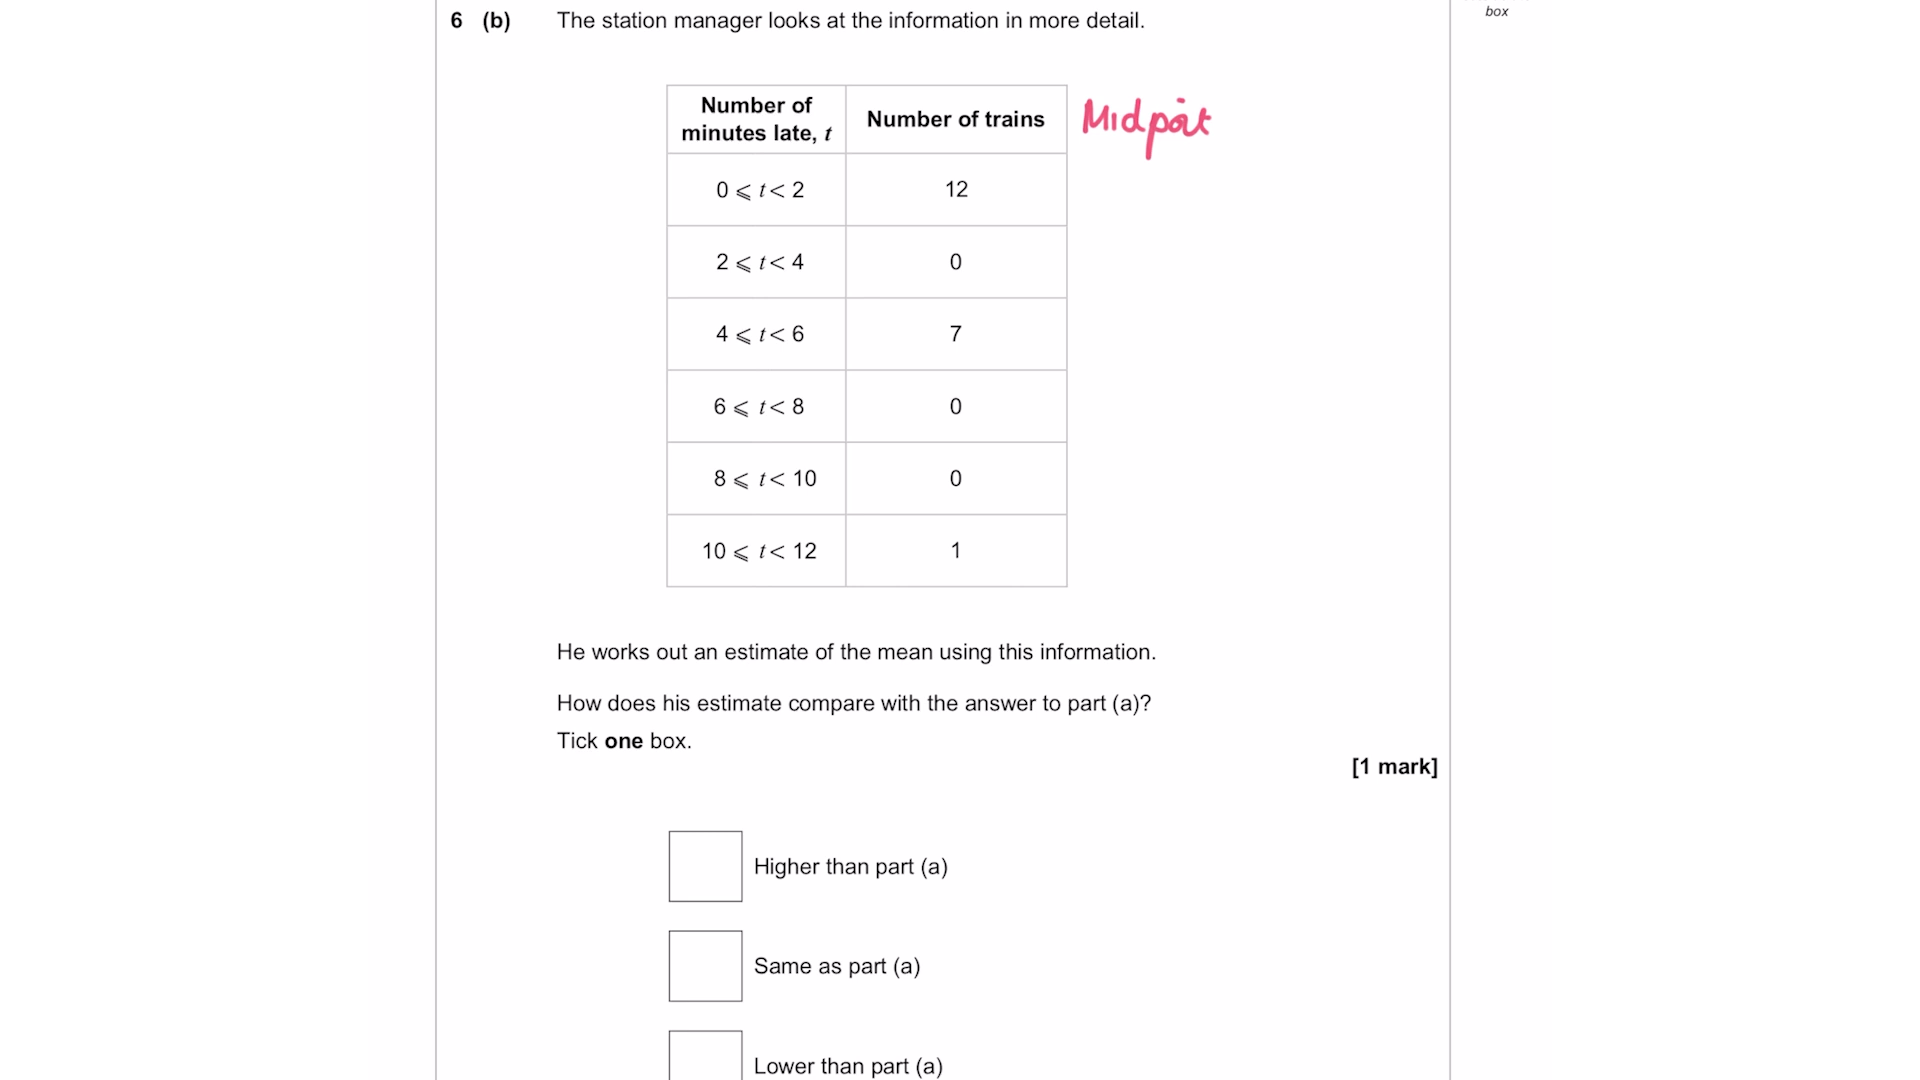 box
6 (b) The station manager looks at the information in more detail.
Number of minutes late, t Number of trains Midpoint
0 ⩽ t < 2 12
2 ⩽ t < 4 0
4 ⩽ t < 6 7
6 ⩽ t < 8 0
8 ⩽ t < 10 0
10 ⩽ t < 12 1
He works out an estimate of the mean using this information.
How does his estimate compare with the answer to part (a)?
Tick one box.
[1 mark]
Higher than part (a)
Same as part (a)
Lower than part (a)